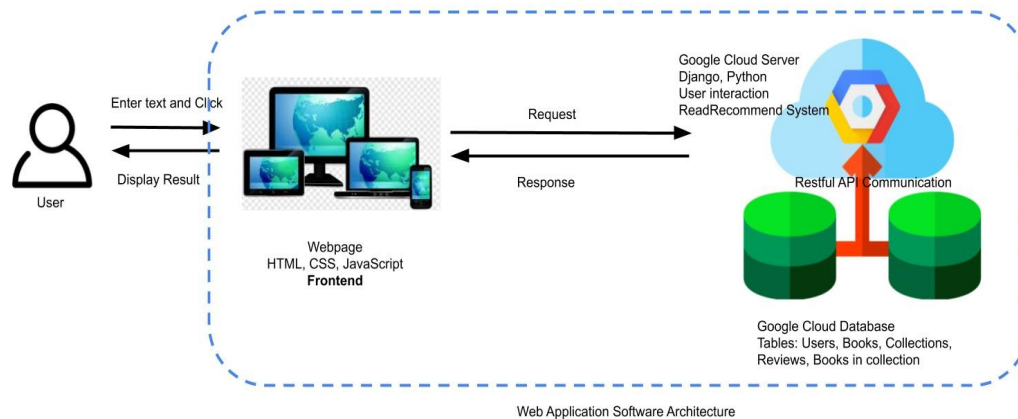 Enter text and Click
Display Result
User
Webpage
HTML, CSS, JavaScript
Frontend
Request
Response
Google Cloud Server
Django, Python
User interaction
ReadRecommend System
Restful API Communication
Google Cloud Database
Tables: Users, Books, Collections,
Reviews, Books in collection
Web Application Software Architecture